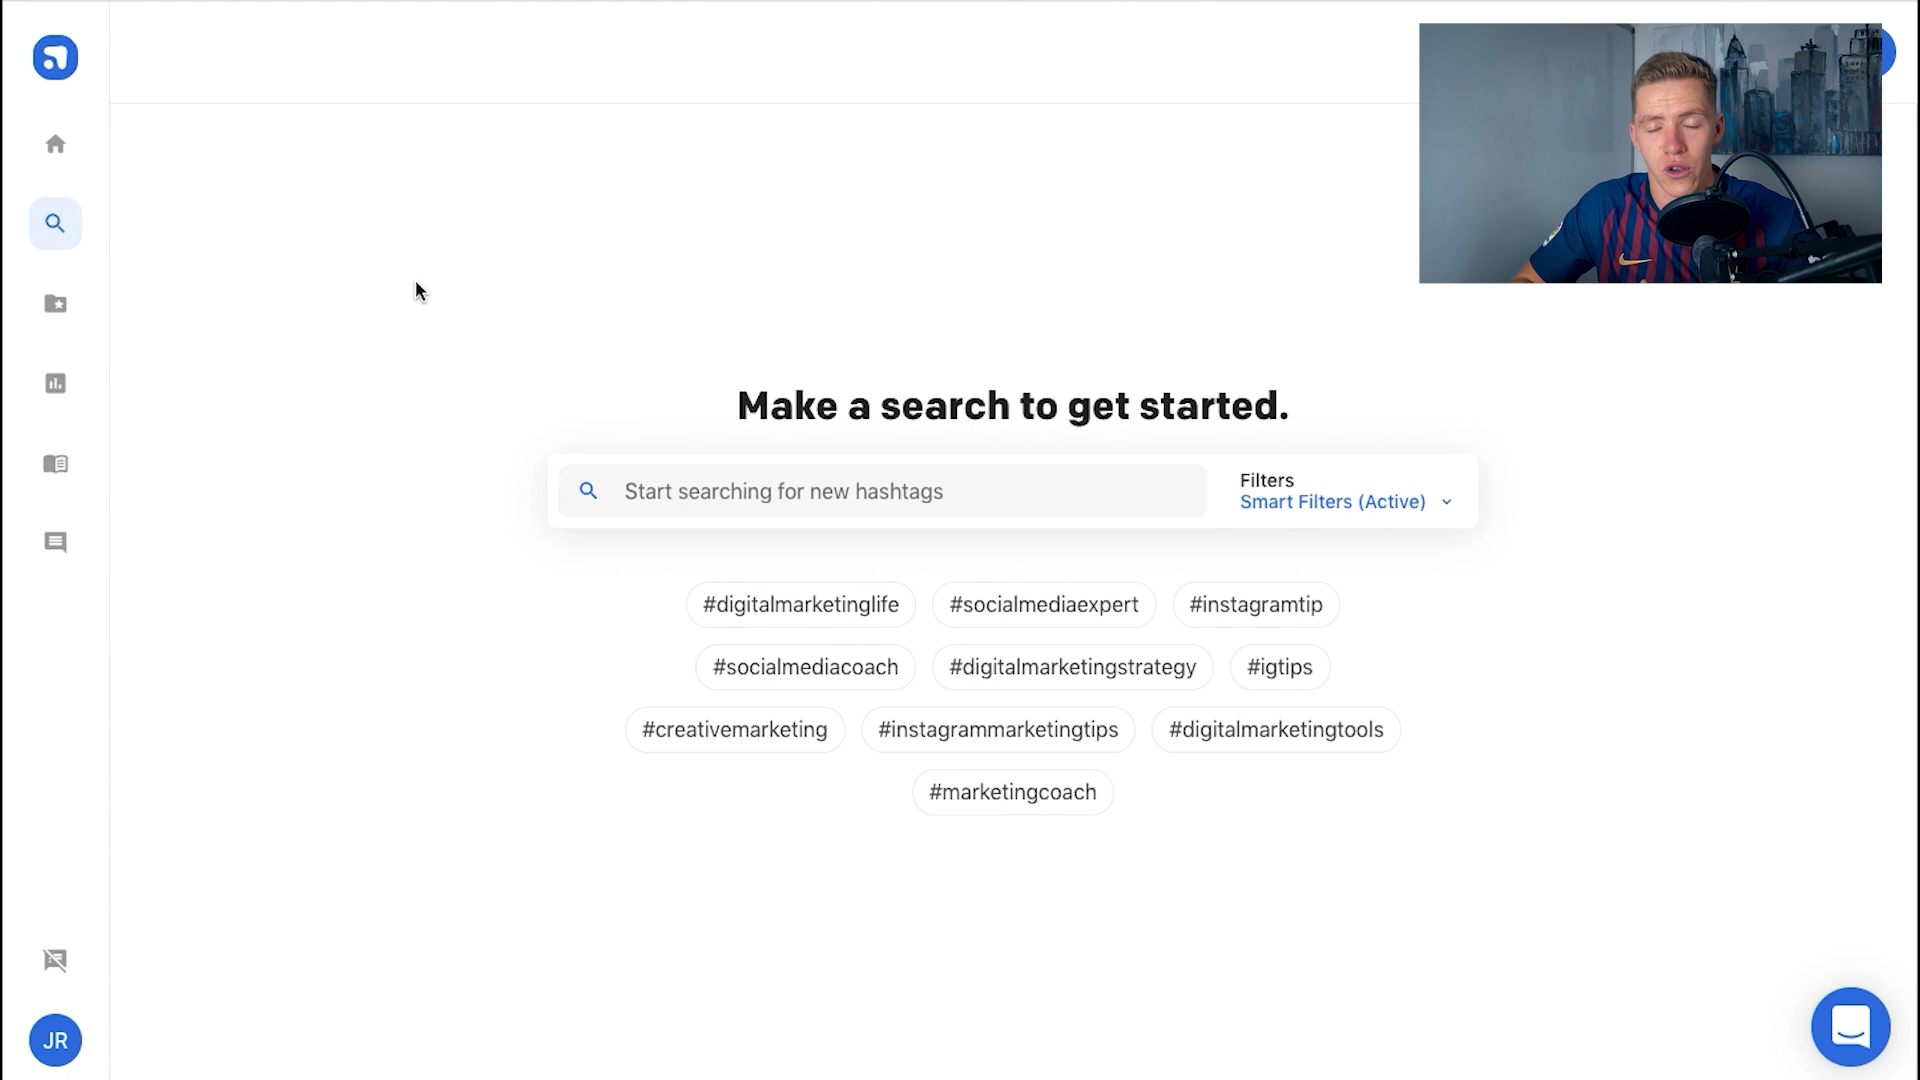 Make a search to get started.
Start searching for new hashtags
Filters
Smart Filters (Active)
#digitalmarketinglife #socialmediaexpert #instagramtip
#socialmediacoach #digitalmarketingstrategy #igtips
#creativemarketing #instagrammarketingtips #digitalmarketingtools
#marketingcoach
JR